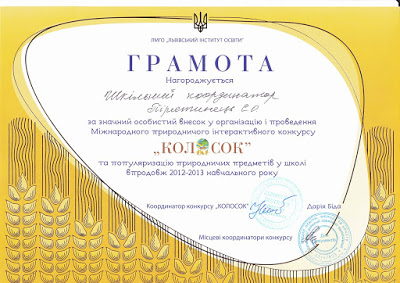 ЛМГО "ЛЬВІВСЬКИЙ ІНСТИТУТ ОСВІТИ"
ГРАМОТА
Нагороджується
Шкільний координатор
за значний особистий внесок у організацію і проведення
Міжнародного природничого інтерактивного конкурсу
„КОЛОСОК”
та популяризацію природничих предметів у школі
впродовж 2012-2013 навчального року
Координатор конкурсу „КОЛОСОК” Дарія Біда
Місцеві координатори конкурсу